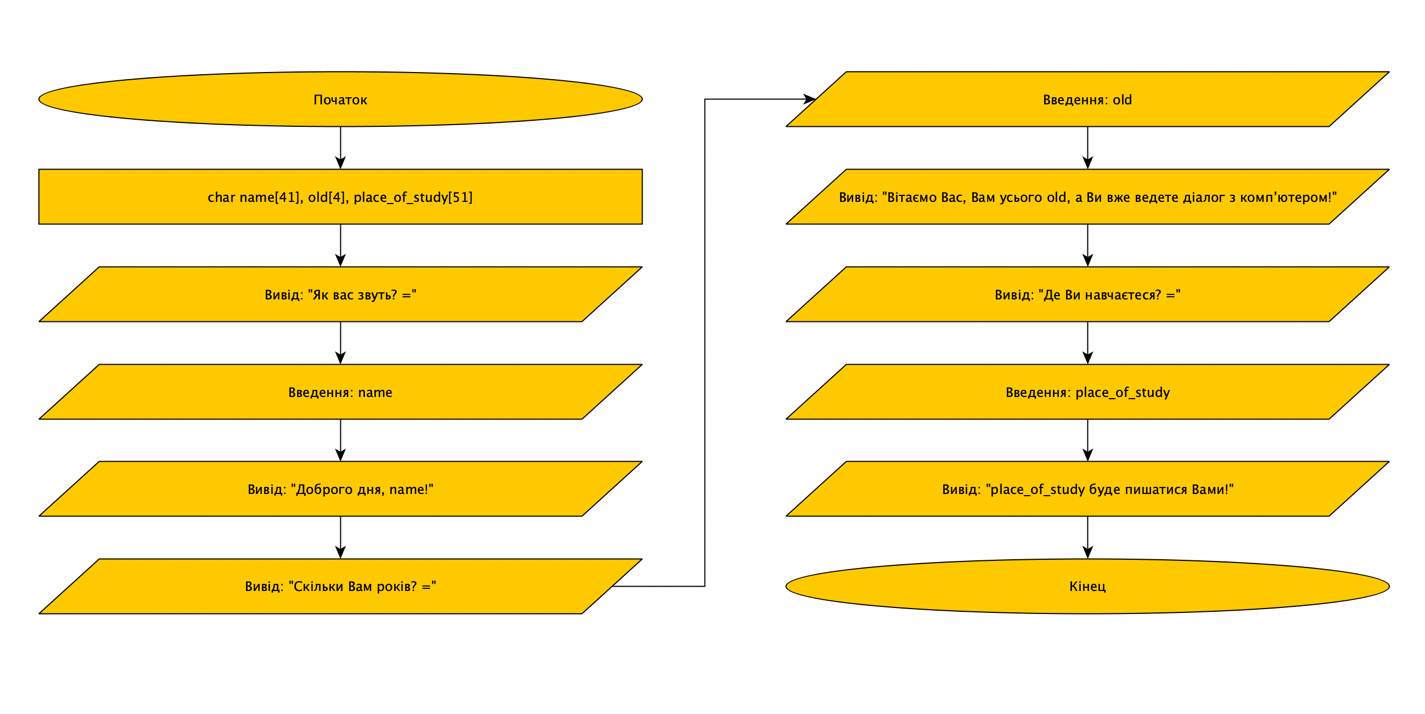 Початок
char name[41], old[4], place_of_study[51]
Вивід: "Як вас звуть? ="
Введення: name
Вивід: "Доброго дня, name!"
Вивід: "Скільки Вам років? ="
Введення: old
Вивід: "Вітаємо Вас, Вам усього old, а Ви вже ведете діалог з комп'ютером!"
Вивід: "Де Ви навчаєтеся? ="
Введення: place_of_study
Вивід: "place_of_study буде пишатися Вами!"
Кінец